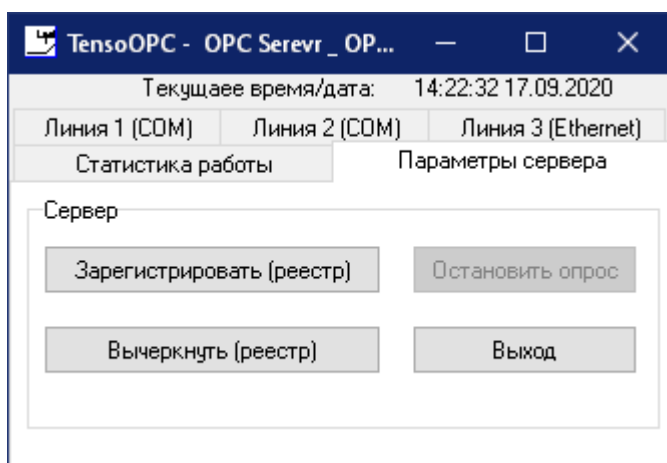 TensoOPC - OPC Serevr _ OP...
Текущаее время/дата: 14:22:32 17.09.2020
Линия 1 (COM) Линия 2 (COM) Линия 3 (Ethernet)
Статистика работы Параметры сервера
Сервер
Зарегистрировать (реестр) Остановить опрос
Вычеркнуть (реестр) Выход